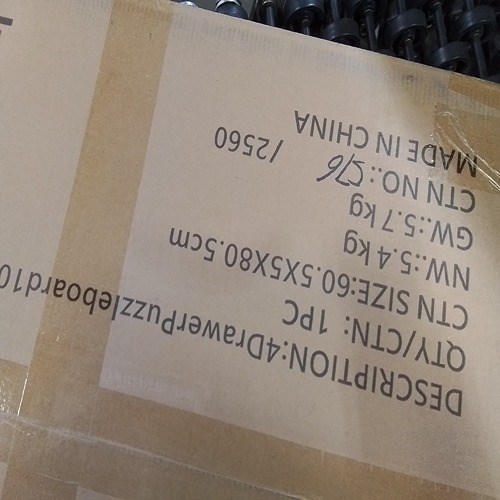 DESCRIPTION:4DrawerPuzzleboard10
QTY/CTN: 1PC
CTN SIZE:60.5X5X80.5cm
NW.:5.4 kg
GW.:5.7 kg
CTN NO.: /2560
MADE IN CHINA